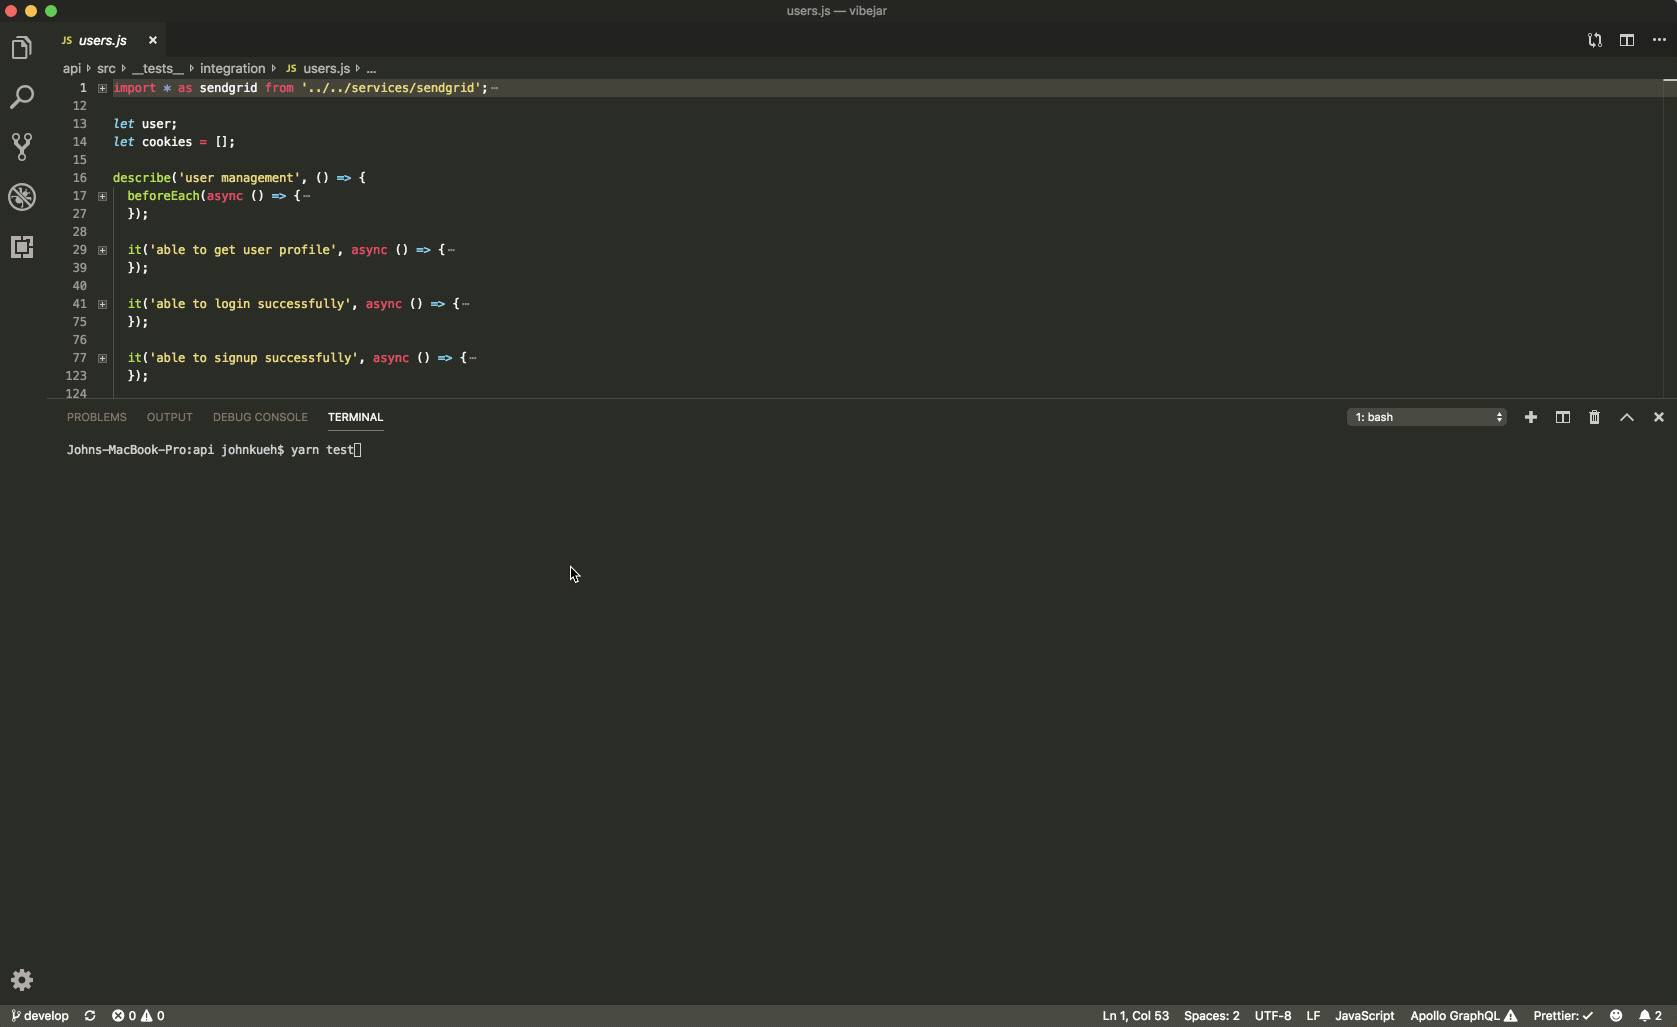 users.js — vibejar
JS users.js ×
api › src › __tests__ › integration › JS users.js › ...
1 import * as sendgrid from '../../services/sendgrid';…
12
13 let user;
14 let cookies = [];
15
16 describe('user management', () => {
17 beforeEach(async () => {…
27 });
28
29 it('able to get user profile', async () => {…
39 });
40
41 it('able to login successfully', async () => {…
75 });
76
77 it('able to signup successfully', async () => {…
123 });
124
PROBLEMS OUTPUT DEBUG CONSOLE TERMINAL 1: bash
Johns-MacBook-Pro:api johnkueh$ yarn test
develop 0 0 Ln 1, Col 53 Spaces: 2 UTF-8 LF JavaScript Apollo GraphQL Prettier: ✓ 2